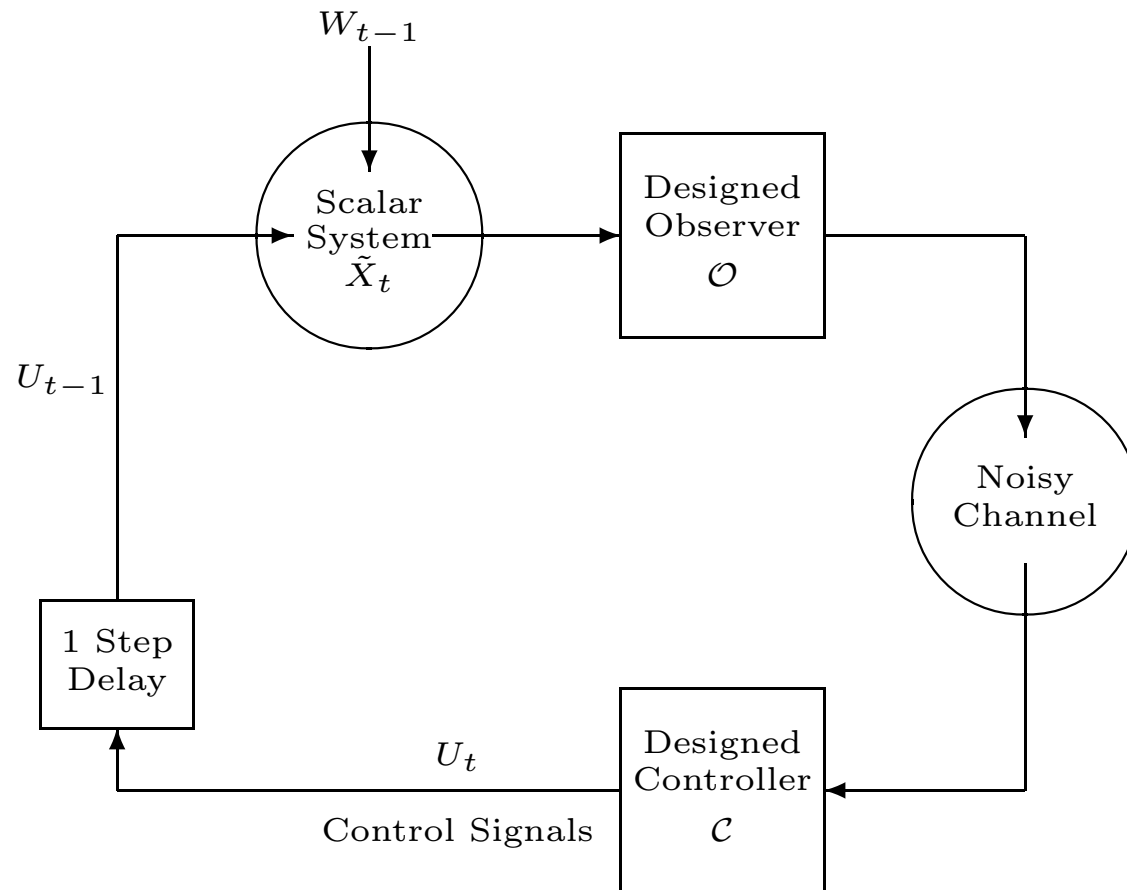 W_{t-1}
Scalar
System
X̃_t
Designed
Observer
𝒪
U_{t-1}
Noisy
Channel
1 Step
Delay
U_t
Control Signals
Designed
Controller
𝒞